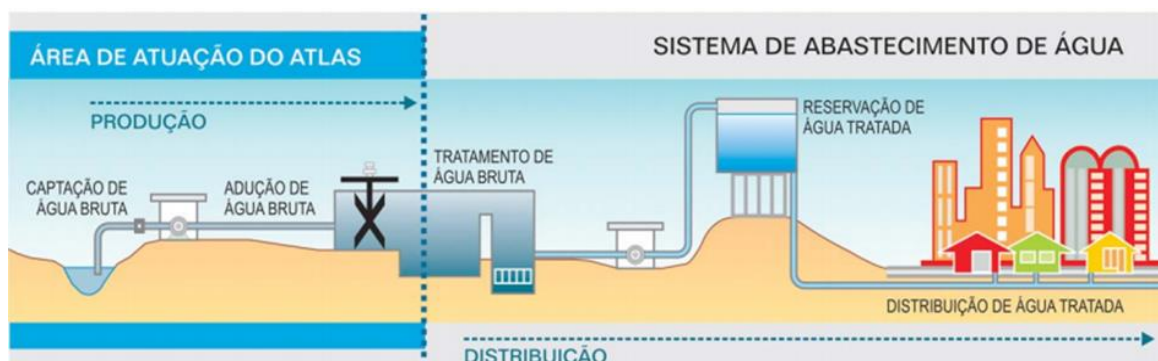 ÁREA DE ATUAÇÃO DO ATLAS
SISTEMA DE ABASTECIMENTO DE ÁGUA
PRODUÇÃO
CAPTAÇÃO DE
ÁGUA BRUTA
ADUÇÃO DE
ÁGUA BRUTA
TRATAMENTO DE
ÁGUA BRUTA
RESERVAÇÃO DE
ÁGUA TRATADA
DISTRIBUIÇÃO DE ÁGUA TRATADA
DISTRIBUIÇÃO